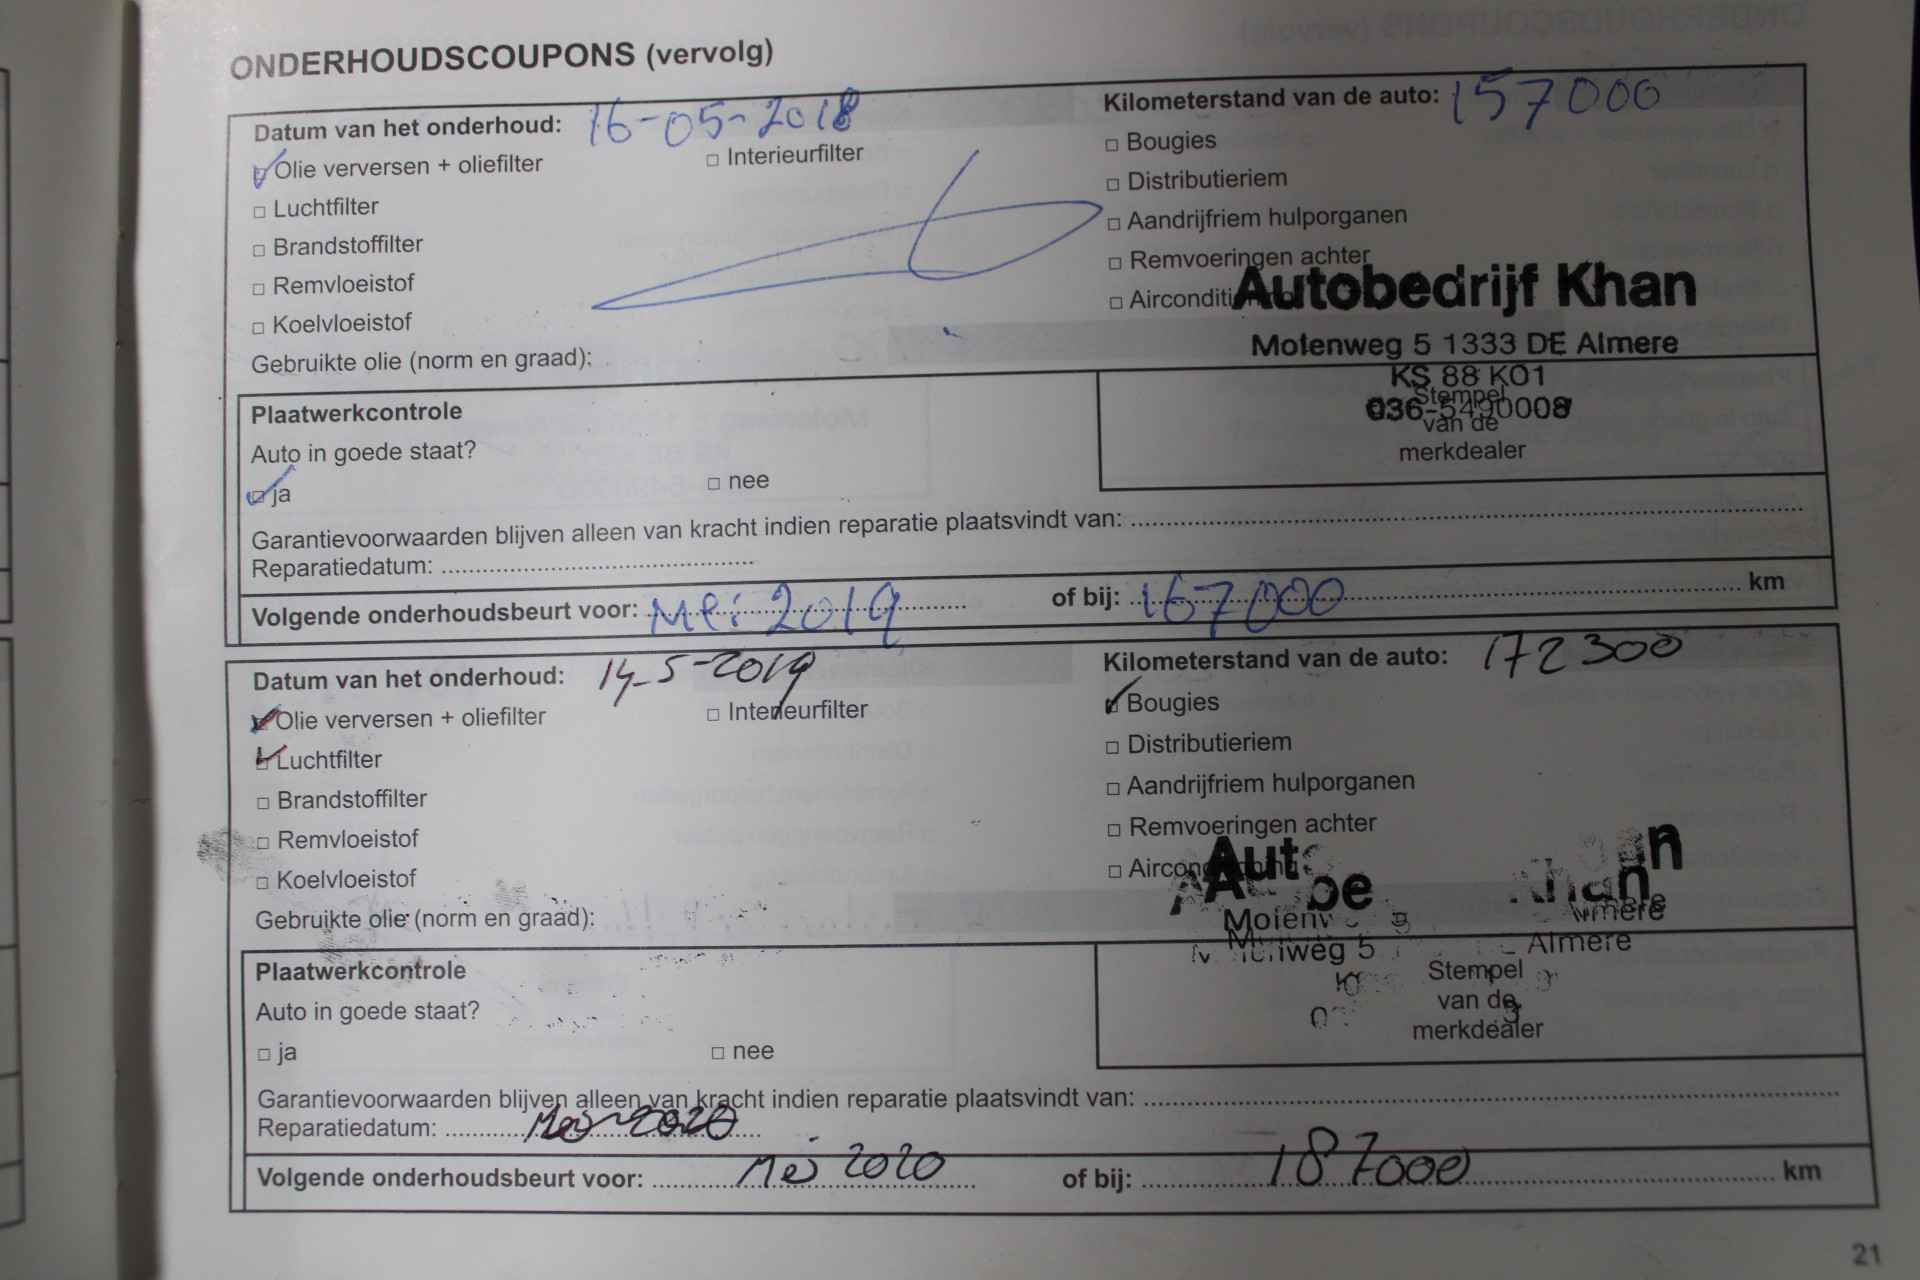 ONDERHOUDSCOUPONS (vervolg)
Datum van het onderhoud: 16-05-2018 Kilometerstand van de auto: 157000
Olie verversen + oliefilter Interieurfilter Bougies
Luchtfilter Distributieriem
Brandstoffilter Aandrijfriem hulporganen
Remvloeistof Remvoeringen achter
Koelvloeistof
Autobedrijf Khan
Molenweg 5 1333 DE Almere
Gebruikte olie (norm en graad):
KS 88 KO1
036-5490008
Stempel
van de
merkdealer
Plaatwerkcontrole
Auto in goede staat?
ja nee
Garantievoorwaarden blijven alleen van kracht indien reparatie plaatsvindt van:
Reparatiedatum:
Volgende onderhoudsbeurt voor: Mei 2019 of bij: 167000 km
Datum van het onderhoud: 14-5-2019 Kilometerstand van de auto: 172300
Olie verversen + oliefilter Interieurfilter Bougies
Luchtfilter Distributieriem
Brandstoffilter Aandrijfriem hulporganen
Remvloeistof Remvoeringen achter
Koelvloeistof
Gebruikte olie (norm en graad):
Khan
Almere
Stempel
van de
merkdealer
Plaatwerkcontrole
Auto in goede staat?
ja nee
Garantievoorwaarden blijven alleen van kracht indien reparatie plaatsvindt van:
Reparatiedatum: Mei 2020
Volgende onderhoudsbeurt voor: Mei 2020 of bij: 187000 km
21